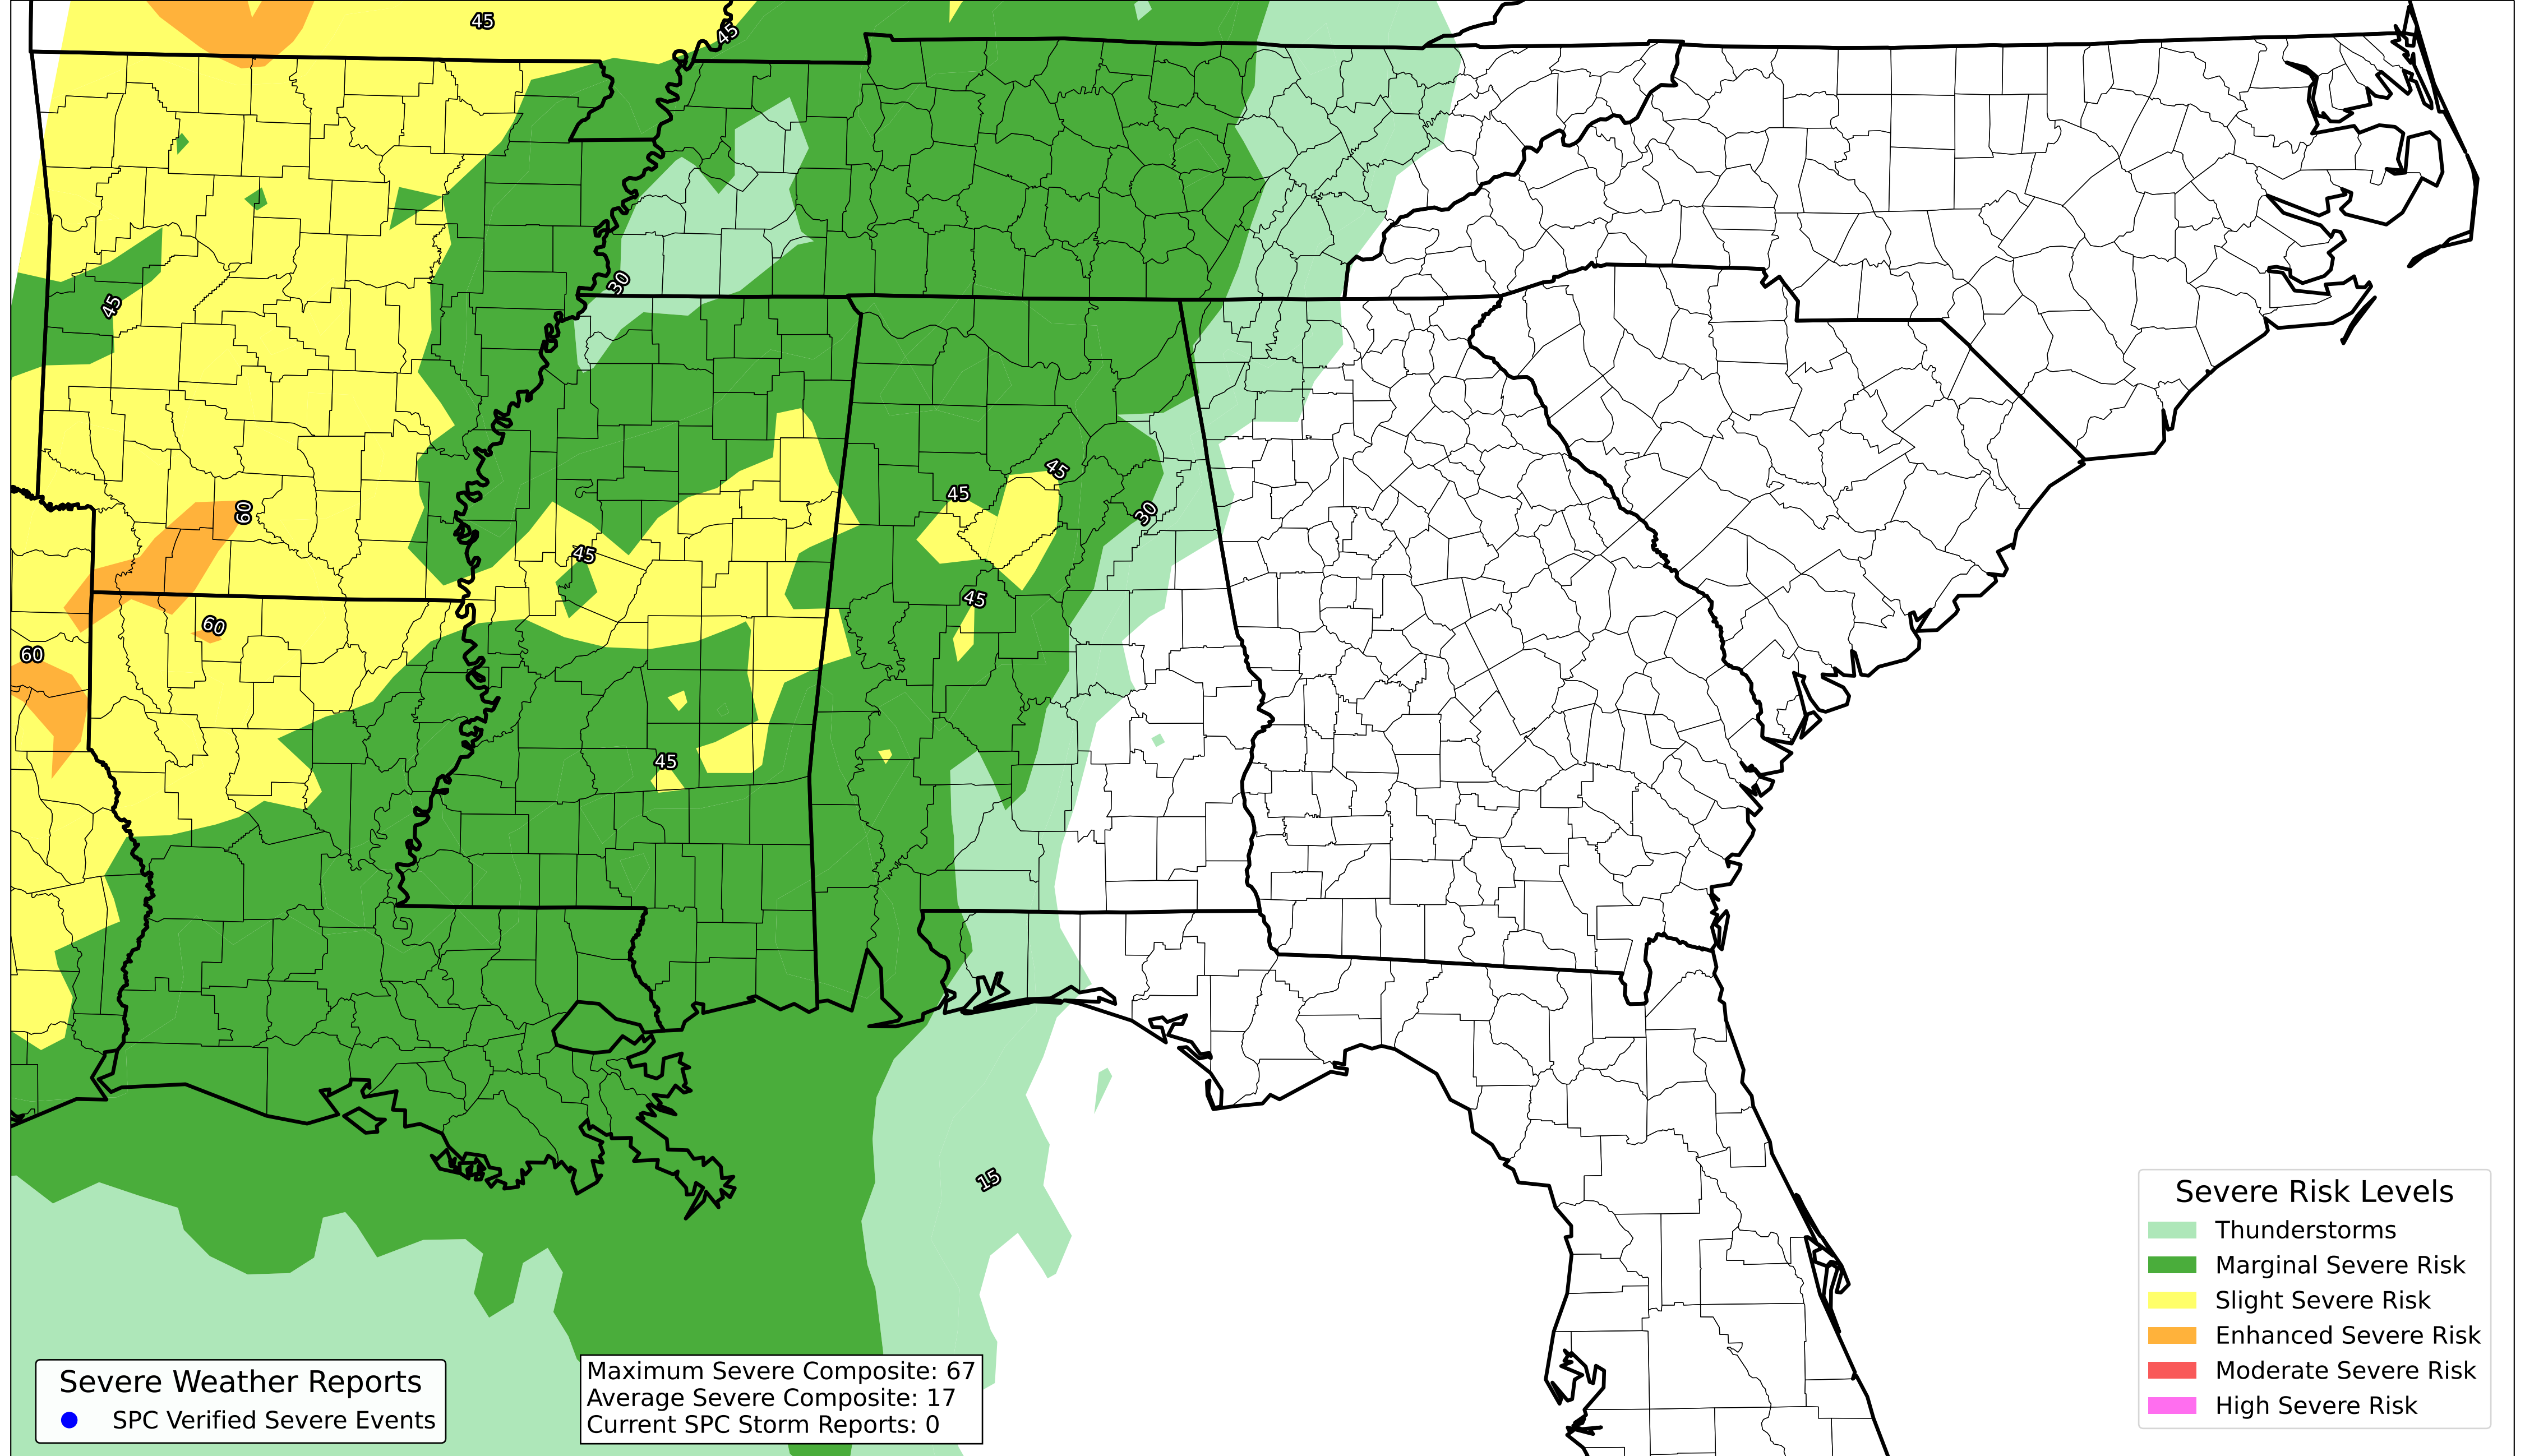 45
45
30
45
45
45
30
60
45
45
60
60
45
15
Severe Risk Levels
Thunderstorms
Marginal Severe Risk
Slight Severe Risk
Enhanced Severe Risk
Moderate Severe Risk
High Severe Risk
Severe Weather Reports
SPC Verified Severe Events
Maximum Severe Composite: 67
Average Severe Composite: 17
Current SPC Storm Reports: 0